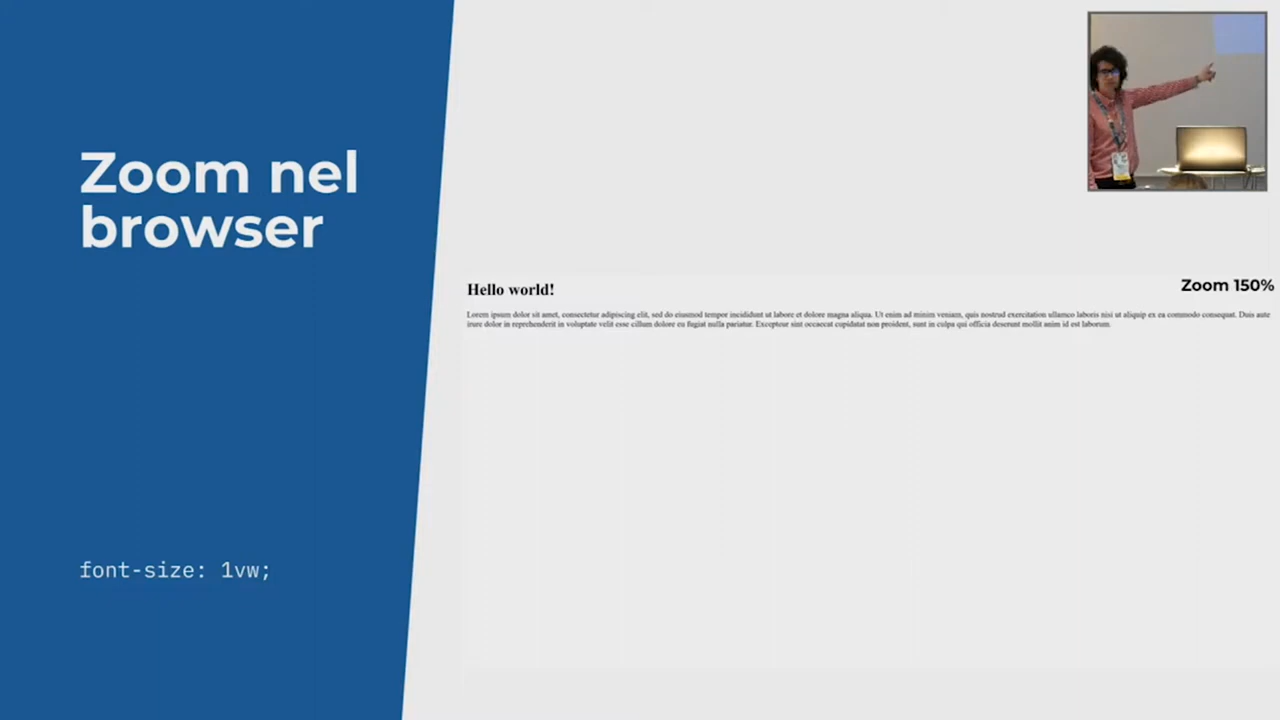 Zoom nel
browser
font-size: 1vw;
Zoom 150%
Hello world!
Lorem ipsum dolor sit amet, consectetur adipiscing elit, sed do eiusmod tempor incididunt ut labore et dolore magna aliqua. Ut enim ad minim veniam, quis nostrud exercitation ullamco laboris nisi ut aliquip ex ea commodo consequat. Duis aute
irure dolor in reprehenderit in voluptate velit esse cillum dolore eu fugiat nulla pariatur. Excepteur sint occaecat cupidatat non proident, sunt in culpa qui officia deserunt mollit anim id est laborum.